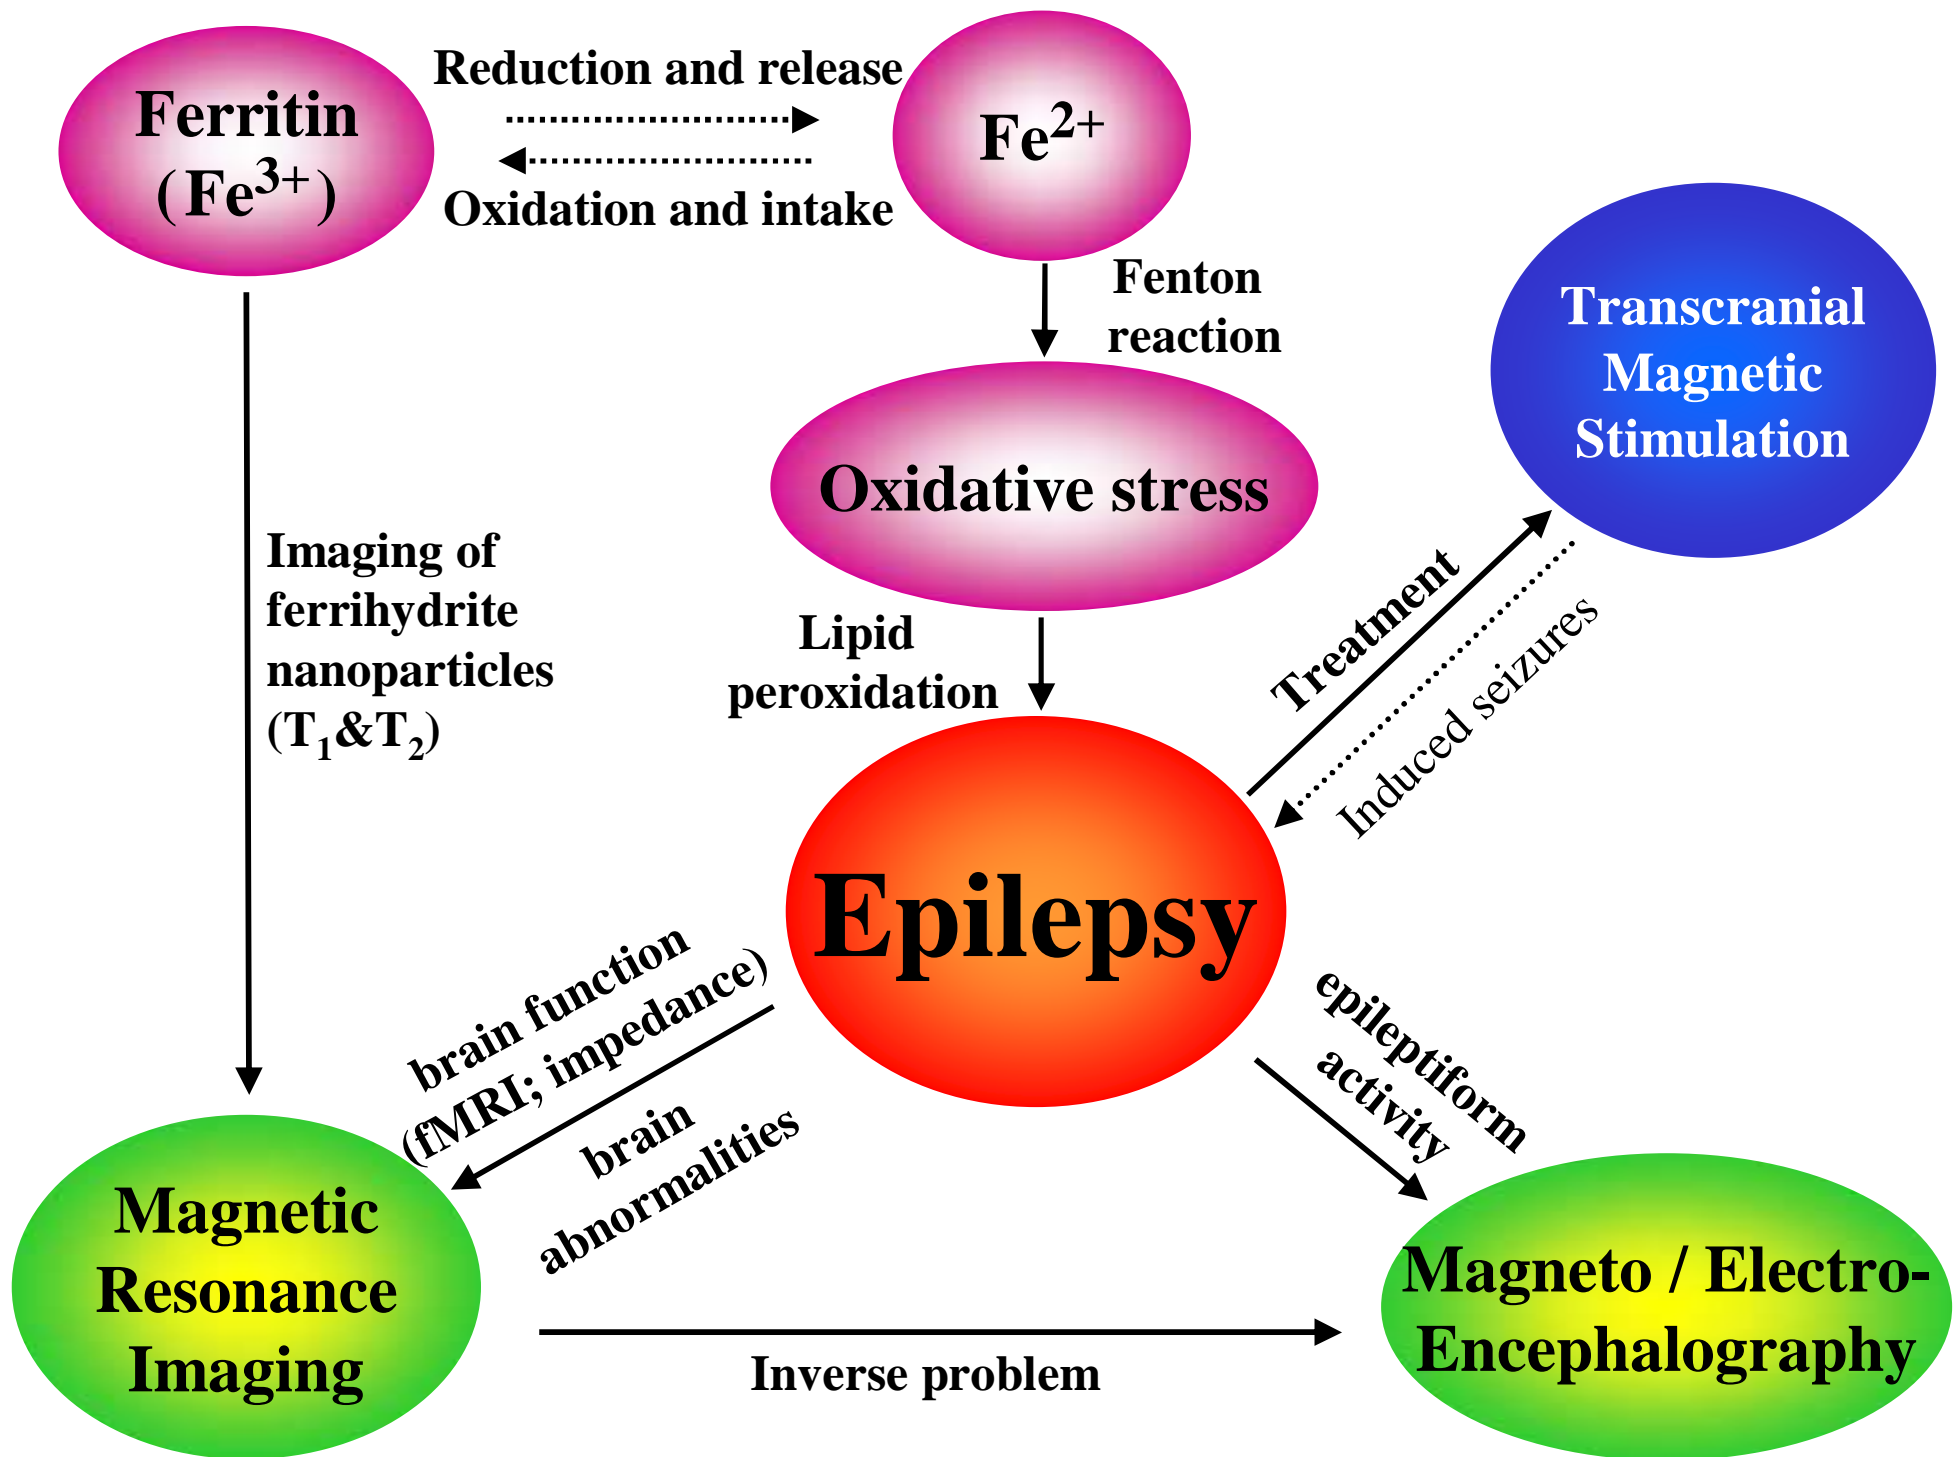 Ferritin
(Fe³⁺)
Reduction and release
Oxidation and intake
Fe²⁺
Fenton
reaction
Transcranial
Magnetic
Stimulation
Oxidative stress
Imaging of
ferrihydrite
nanoparticles
(T₁&T₂)
Lipid
peroxidation
Treatment
Induced seizures
Epilepsy
brain function
(fMRI; impedance)
brain
abnormalities
epileptiform
activity
Magnetic
Resonance
Imaging
Inverse problem
Magneto / Electro-
Encephalography